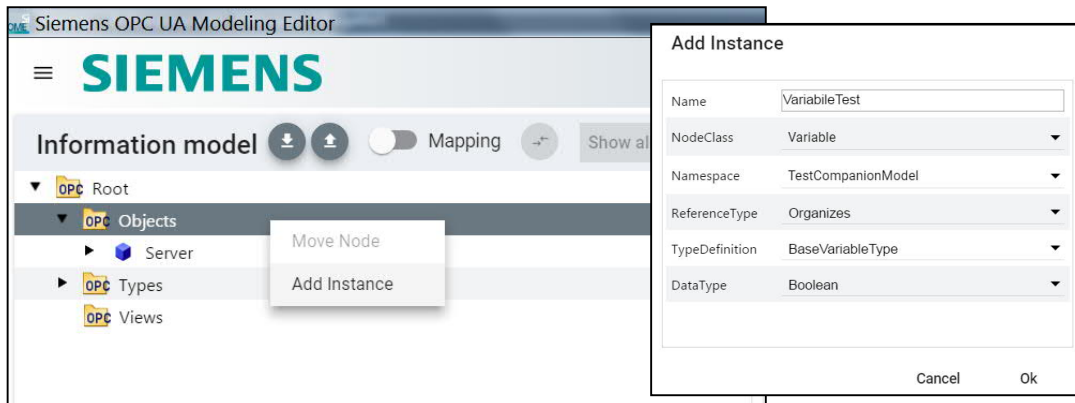 Siemens OPC UA Modeling Editor
SIEMENS
Information model
Mapping
Show al
Root
Objects
Server
Types
Views
OPC
OPC
OPC
OPC
Move Node
Add Instance
Add Instance
Name VariabileTest
NodeClass Variable
Namespace TestCompanionModel
ReferenceType Organizes
TypeDefinition BaseVariableType
DataType Boolean
Cancel Ok